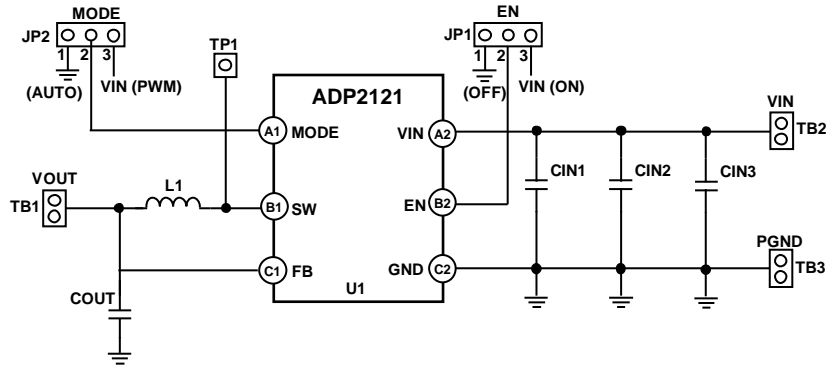 MODE
JP2
1 2 3
(AUTO)
VIN (PWM)
TP1
EN
JP1
1 2 3
(OFF)
VIN (ON)
ADP2121
A1 MODE
VIN A2
VIN
TB2
CIN1
CIN2
CIN3
VOUT
TB1
L1
B1 SW
EN B2
C1 FB
GND C2
PGND
TB3
COUT
U1